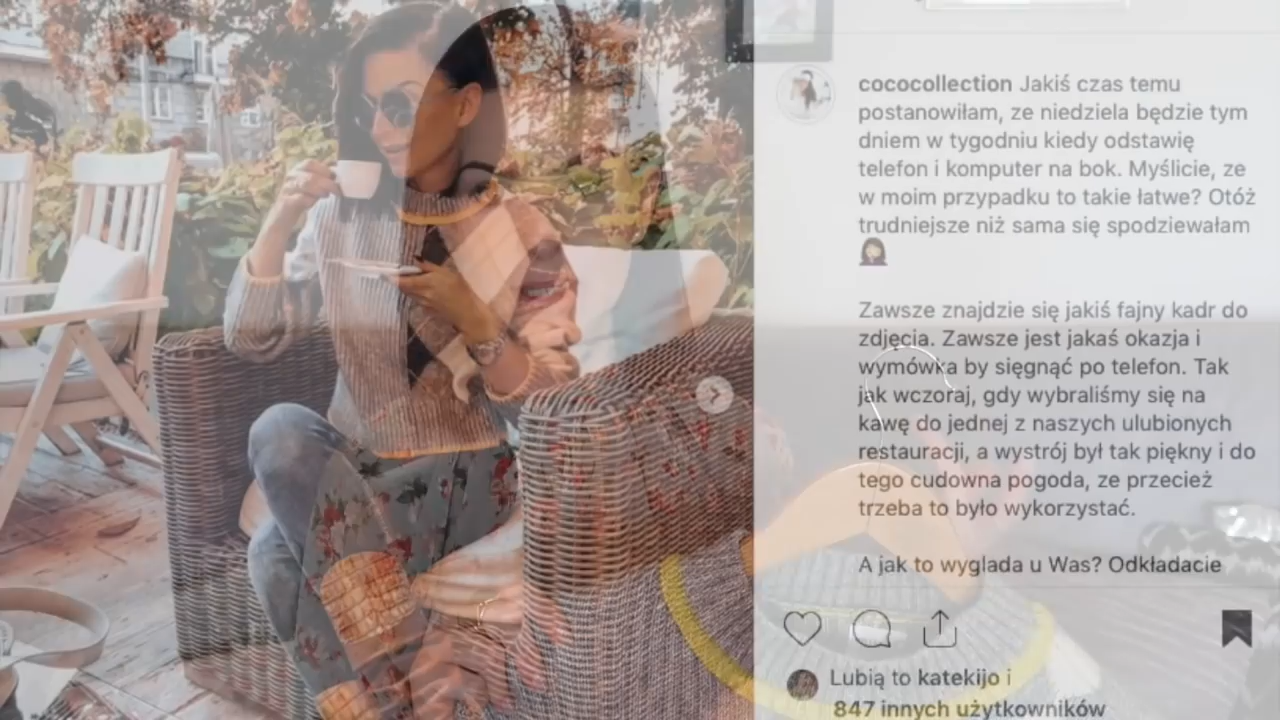 cococollection Jakiś czas temu
postanowiłam, ze niedziela będzie tym
dniem w tygodniu kiedy odstawię
telefon i komputer na bok. Myślicie, ze
w moim przypadku to takie łatwe? Otóż
trudniejsze niż sama się spodziewałam
Zawsze znajdzie się jakiś fajny kadr do
zdjęcia. Zawsze jest jakaś okazja i
wymówka by sięgnąć po telefon. Tak
jak wczoraj, gdy wybraliśmy się na
kawę do jednej z naszych ulubionych
restauracji, a wystrój był tak piękny i do
tego cudowna pogoda, ze przecież
trzeba to było wykorzystać.
A jak to wyglada u Was? Odkładacie
Lubią to katekijo i
847 innych użytkowników